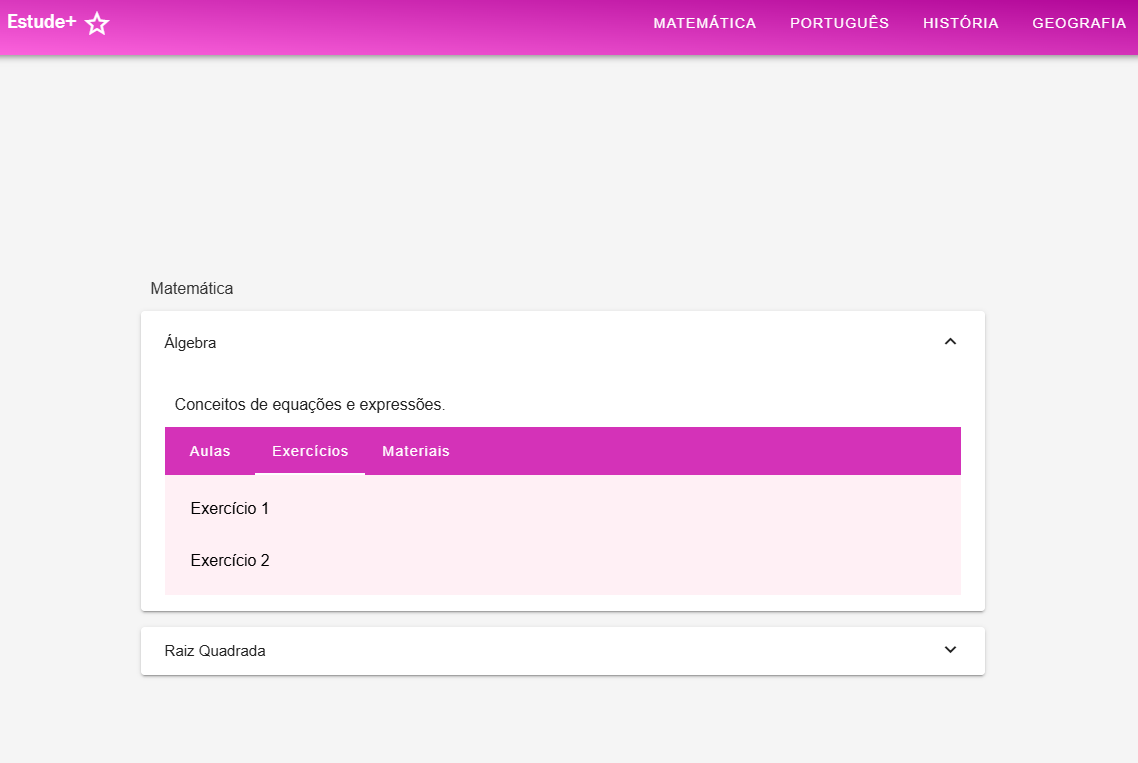 Estude+
MATEMÁTICA PORTUGUÊS HISTÓRIA GEOGRAFIA
Matemática
Álgebra
Conceitos de equações e expressões.
Aulas Exercícios Materiais
Exercício 1
Exercício 2
Raiz Quadrada